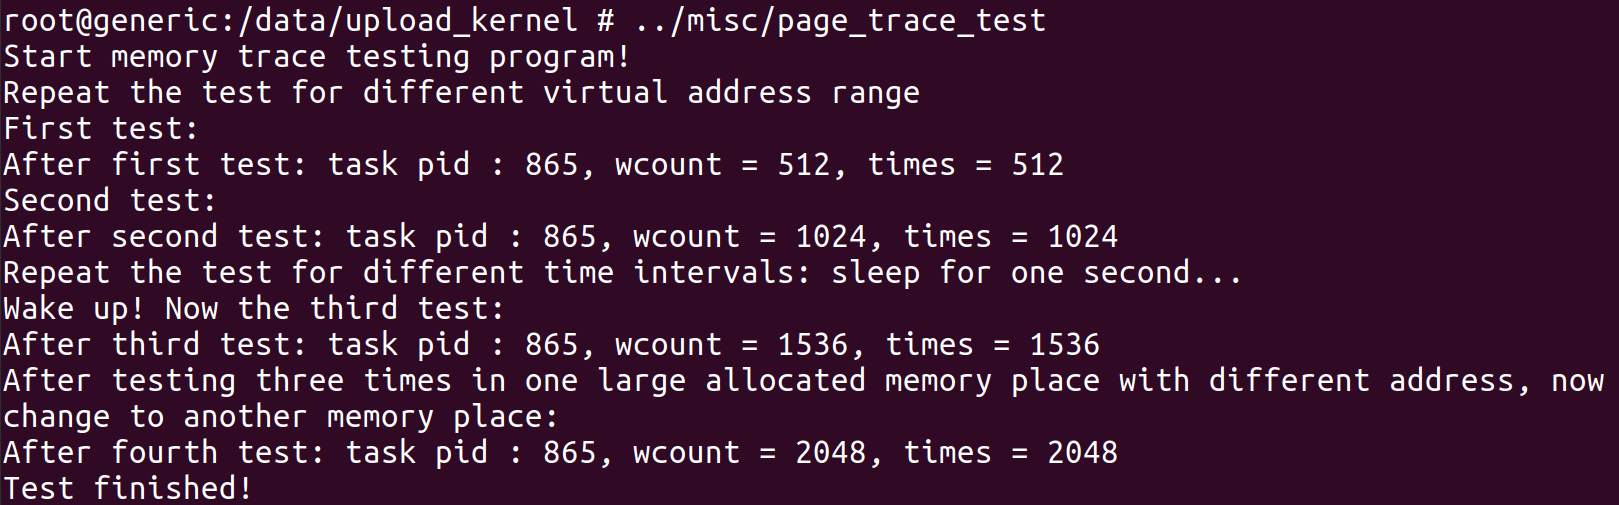 root@generic:/data/upload_kernel # ../misc/page_trace_test
Start memory trace testing program!
Repeat the test for different virtual address range
First test:
After first test: task pid : 865, wcount = 512, times = 512
Second test:
After second test: task pid : 865, wcount = 1024, times = 1024
Repeat the test for different time intervals: sleep for one second...
Wake up! Now the third test:
After third test: task pid : 865, wcount = 1536, times = 1536
After testing three times in one large allocated memory place with different address, now
change to another memory place:
After fourth test: task pid : 865, wcount = 2048, times = 2048
Test finished!